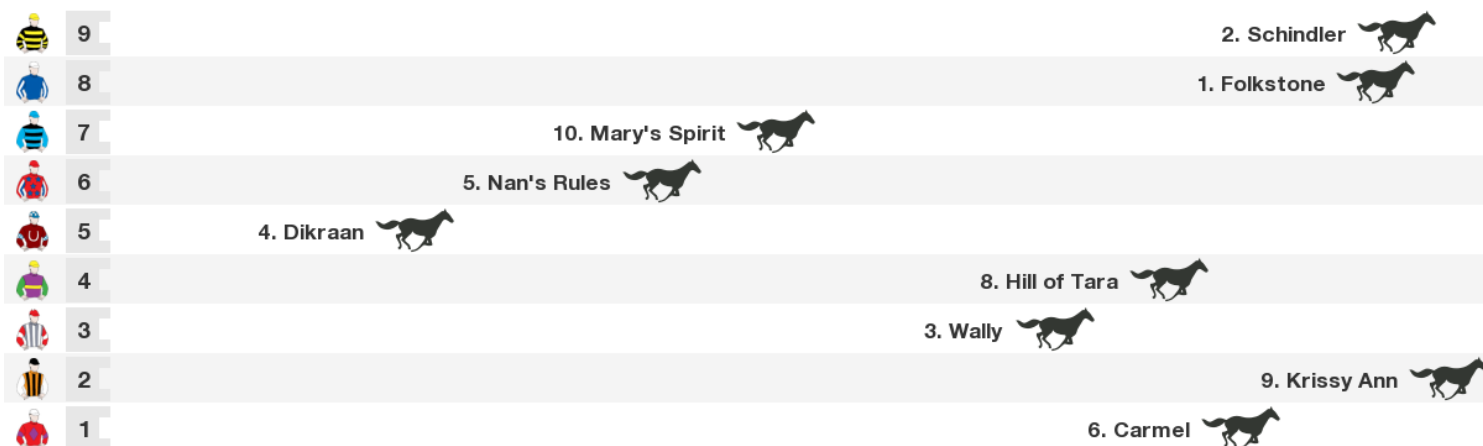 9 2. Schindler
8 1. Folkstone
7 10. Mary's Spirit
6 5. Nan's Rules
5 4. Dikraan
4 8. Hill of Tara
3 3. Wally
2 9. Krissy Ann
1 6. Carmel